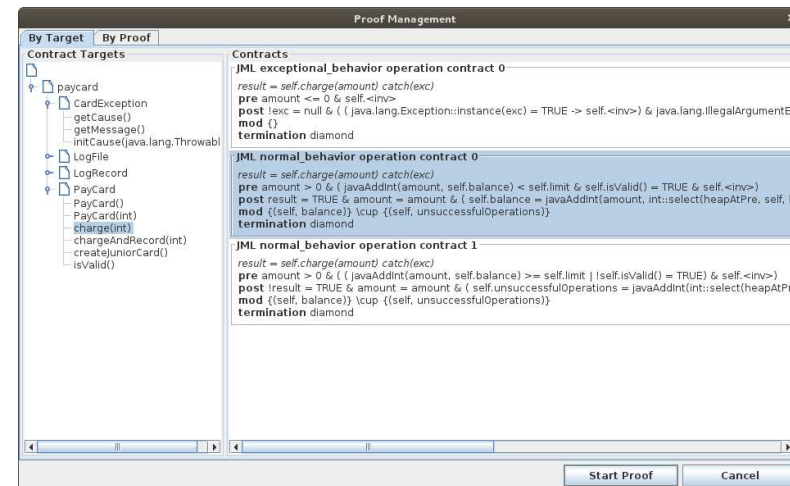 Proof Management
By Target By Proof
Contract Targets
paycard
CardException
getCause()
getMessage()
initCause(java.lang.Throwabl
LogFile
LogRecord
PayCard
PayCard()
PayCard(int)
charge(int)
chargeAndRecord(int)
createJuniorCard()
isValid()
Contracts
JML exceptional_behavior operation contract 0
result = self.charge(amount) catch(exc)
pre amount <= 0 & self.<inv>
post !exc = null & ( ( java.lang.Exception::instance(exc) = TRUE -> self.<inv>) & java.lang.IllegalArgumentE
mod {}
termination diamond
JML normal_behavior operation contract 0
result = self.charge(amount) catch(exc)
pre amount > 0 & ( javaAddInt(amount, self.balance) < self.limit & self.isValid() = TRUE & self.<inv>)
post result = TRUE & amount = amount & ( self.balance = javaAddInt(amount, int::select(heapAtPre, self,
mod {(self, balance)} \cup {(self, unsuccessfulOperations)}
termination diamond
JML normal_behavior operation contract 1
result = self.charge(amount) catch(exc)
pre amount > 0 & ( ( javaAddInt(amount, self.balance) >= self.limit | !self.isValid() = TRUE) & self.<inv>)
post !result = TRUE & amount = amount & ( self.unsuccessfulOperations = javaAddInt(int::select(heapAtPr
mod {(self, balance)} \cup {(self, unsuccessfulOperations)}
termination diamond
Start Proof Cancel